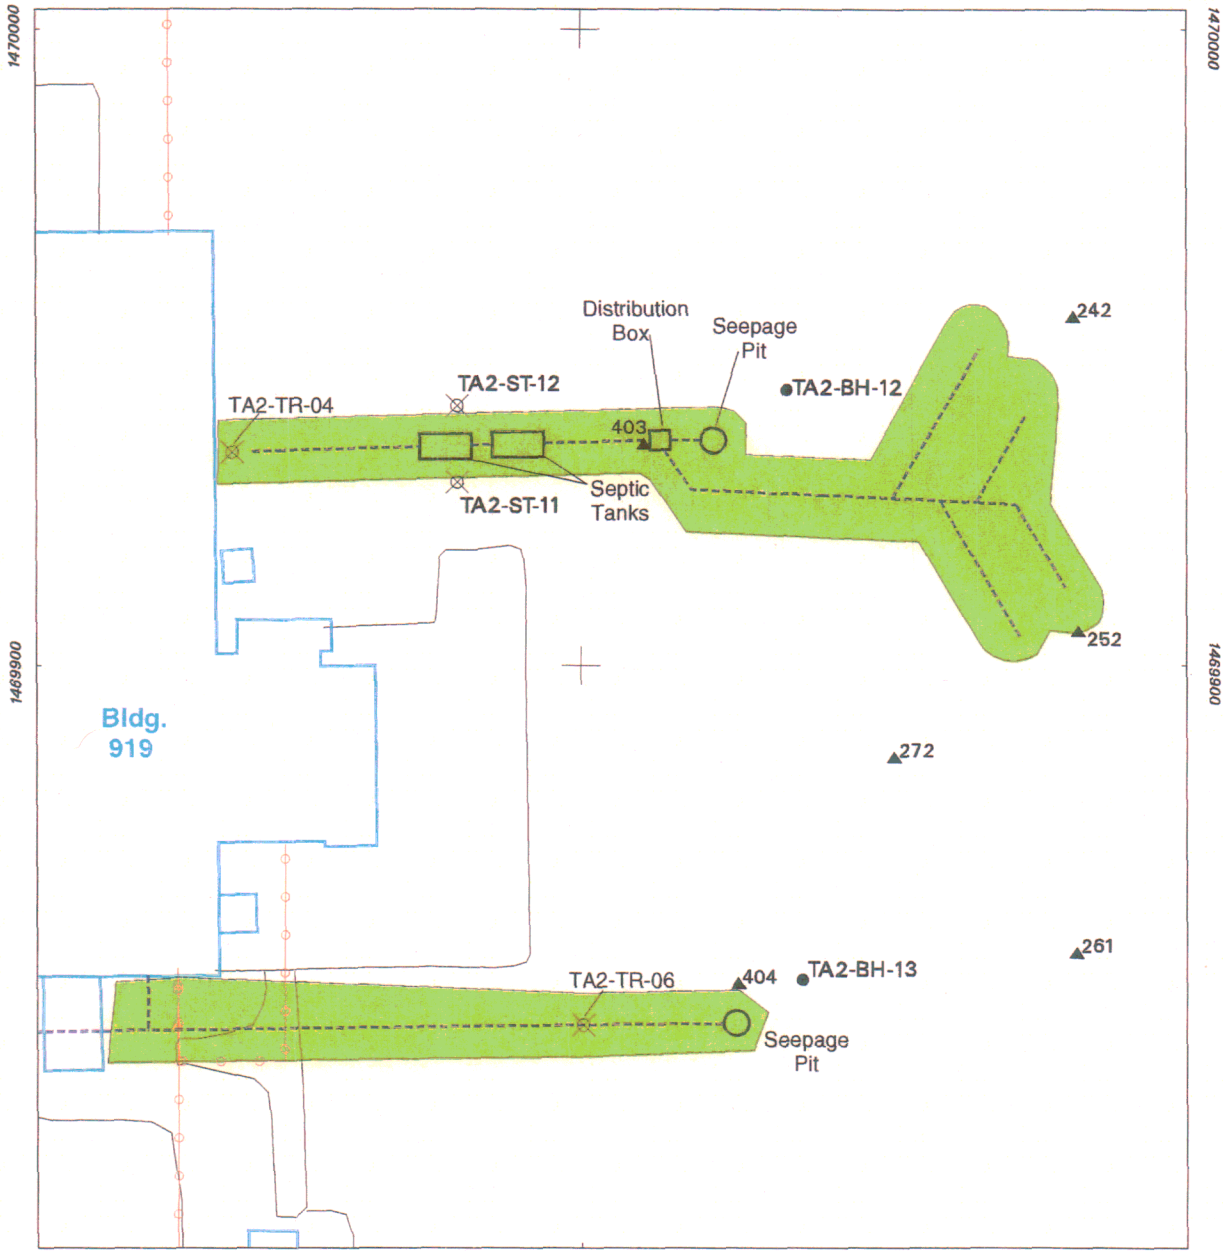 1470000
1470000
242
Distribution
Box
Seepage
Pit
TA2-ST-12
TA2-BH-12
TA2-TR-04
403
Septic
Tanks
TA2-ST-11
252
1469900
1469900
Bldg.
919
272
261
TA2-BH-13
TA2-TR-06
404
Seepage
Pit